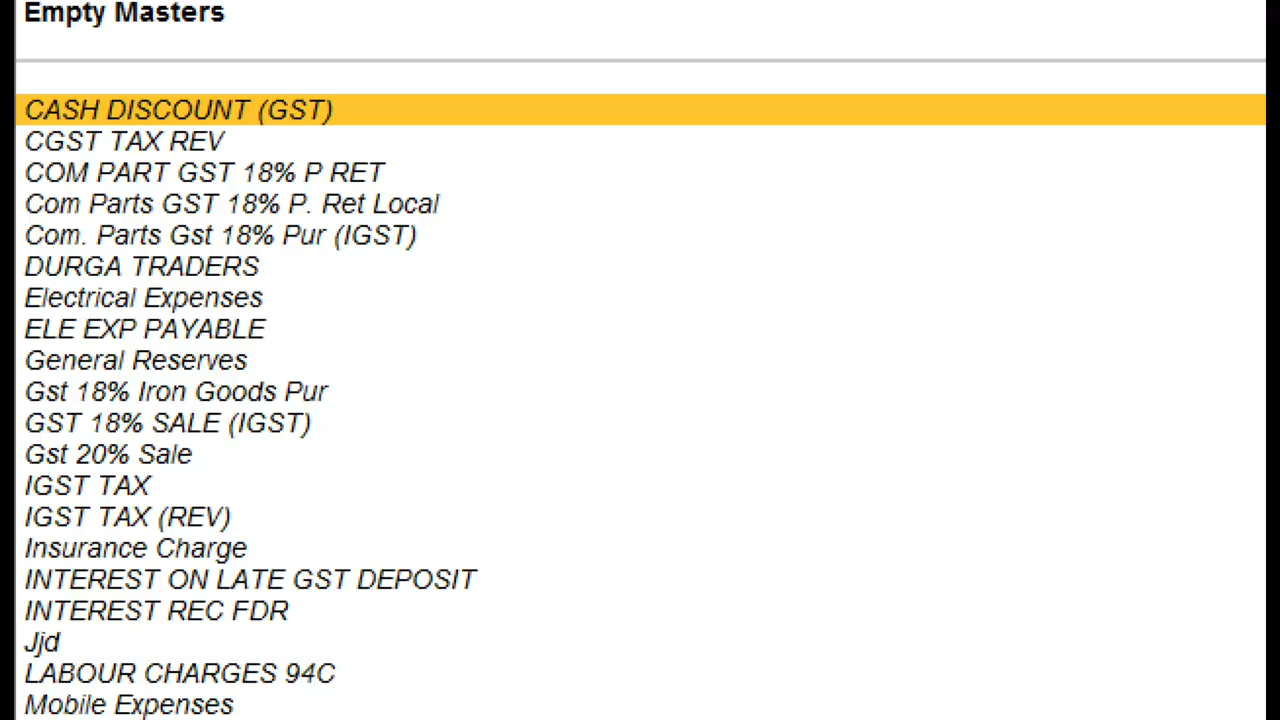 Empty Masters
CASH DISCOUNT (GST)
CGST TAX REV
COM PART GST 18% P RET
Com Parts GST 18% P. Ret Local
Com. Parts Gst 18% Pur (IGST)
DURGA TRADERS
Electrical Expenses
ELE EXP PAYABLE
General Reserves
Gst 18% Iron Goods Pur
GST 18% SALE (IGST)
Gst 20% Sale
IGST TAX
IGST TAX (REV)
Insurance Charge
INTEREST ON LATE GST DEPOSIT
INTEREST REC FDR
Jjd
LABOUR CHARGES 94C
Mobile Expenses